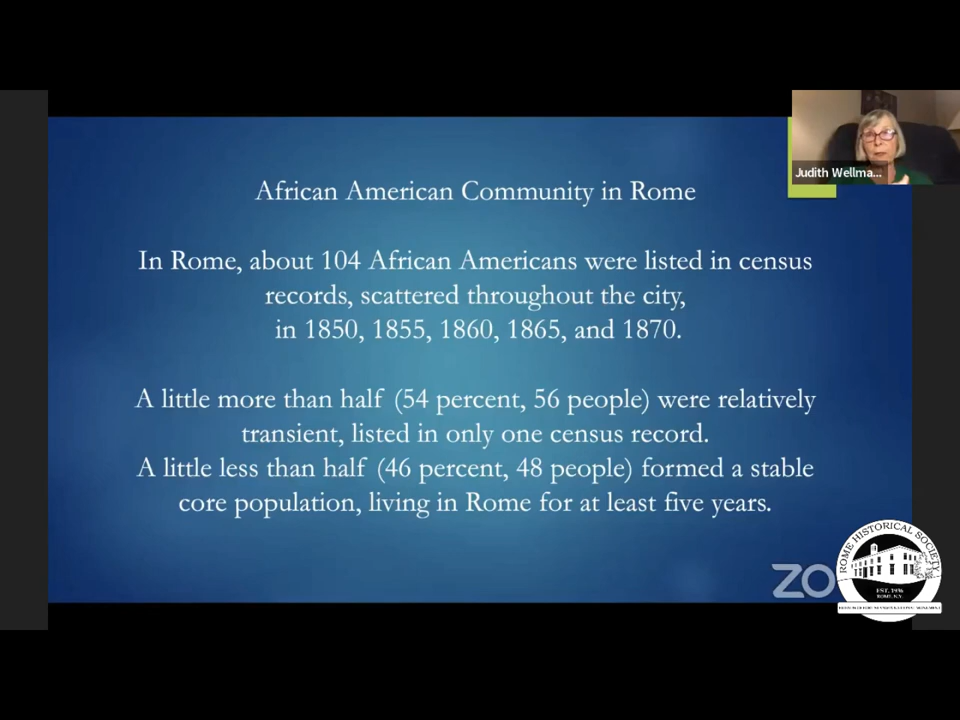 African American Community in Rome
In Rome, about 104 African Americans were listed in census
records, scattered throughout the city,
in 1850, 1855, 1860, 1865, and 1870.
A little more than half (54 percent, 56 people) were relatively
transient, listed in only one census record.
A little less than half (46 percent, 48 people) formed a stable
core population, living in Rome for at least five years.
Judith Wellma...
ZO
ROME HISTORICAL SOCIETY
EST. 1936
ROME, N.Y.